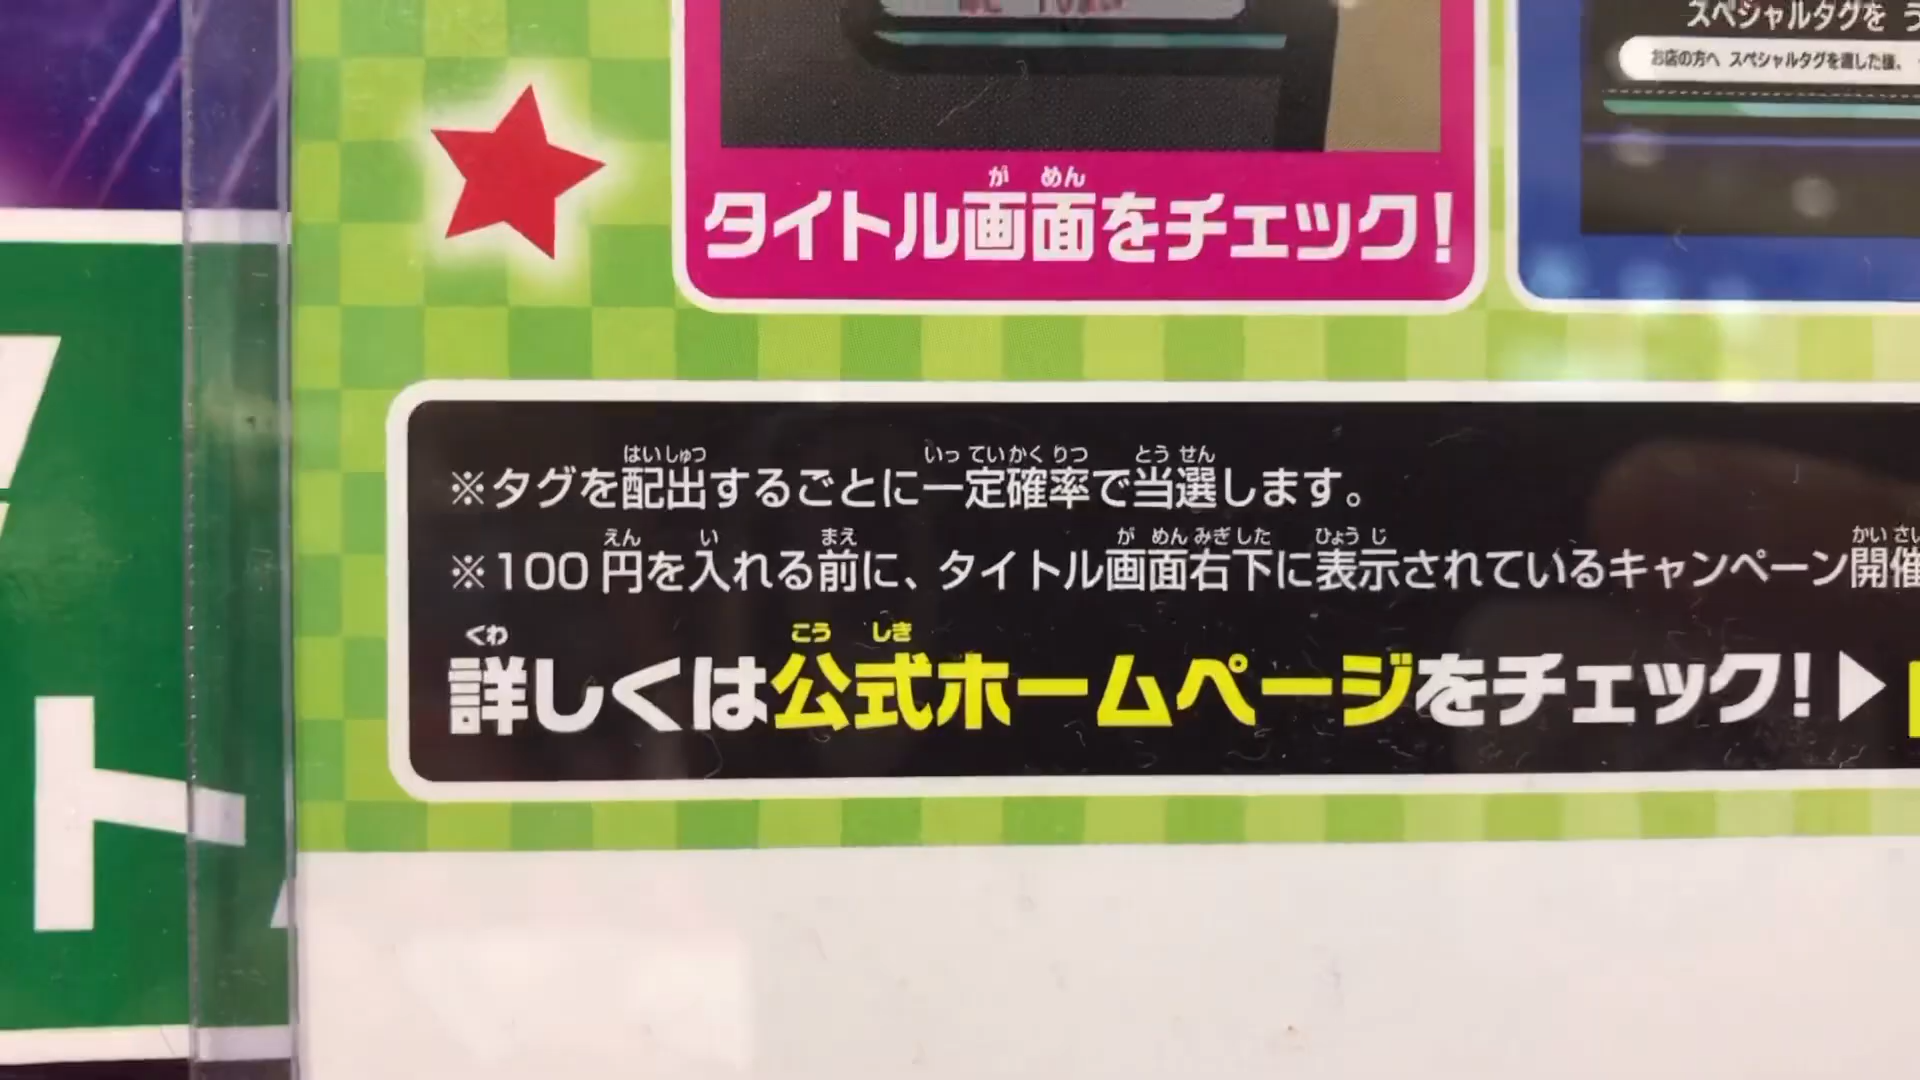 スペシャルタグを
お店の方へ スペシャルタグを渡した後、
が めん
タイトル画面をチェック!
はいしゅつ いっ てい かく りつ とう せん
※タグを配出するごとに一定確率で当選します。
えん い まえ が めん みぎ した ひょう じ かい さい
※100円を入れる前に、タイトル画面右下に表示されているキャンペーン開催
くわ こう しき
詳しくは公式ホームページをチェック!▶
ト